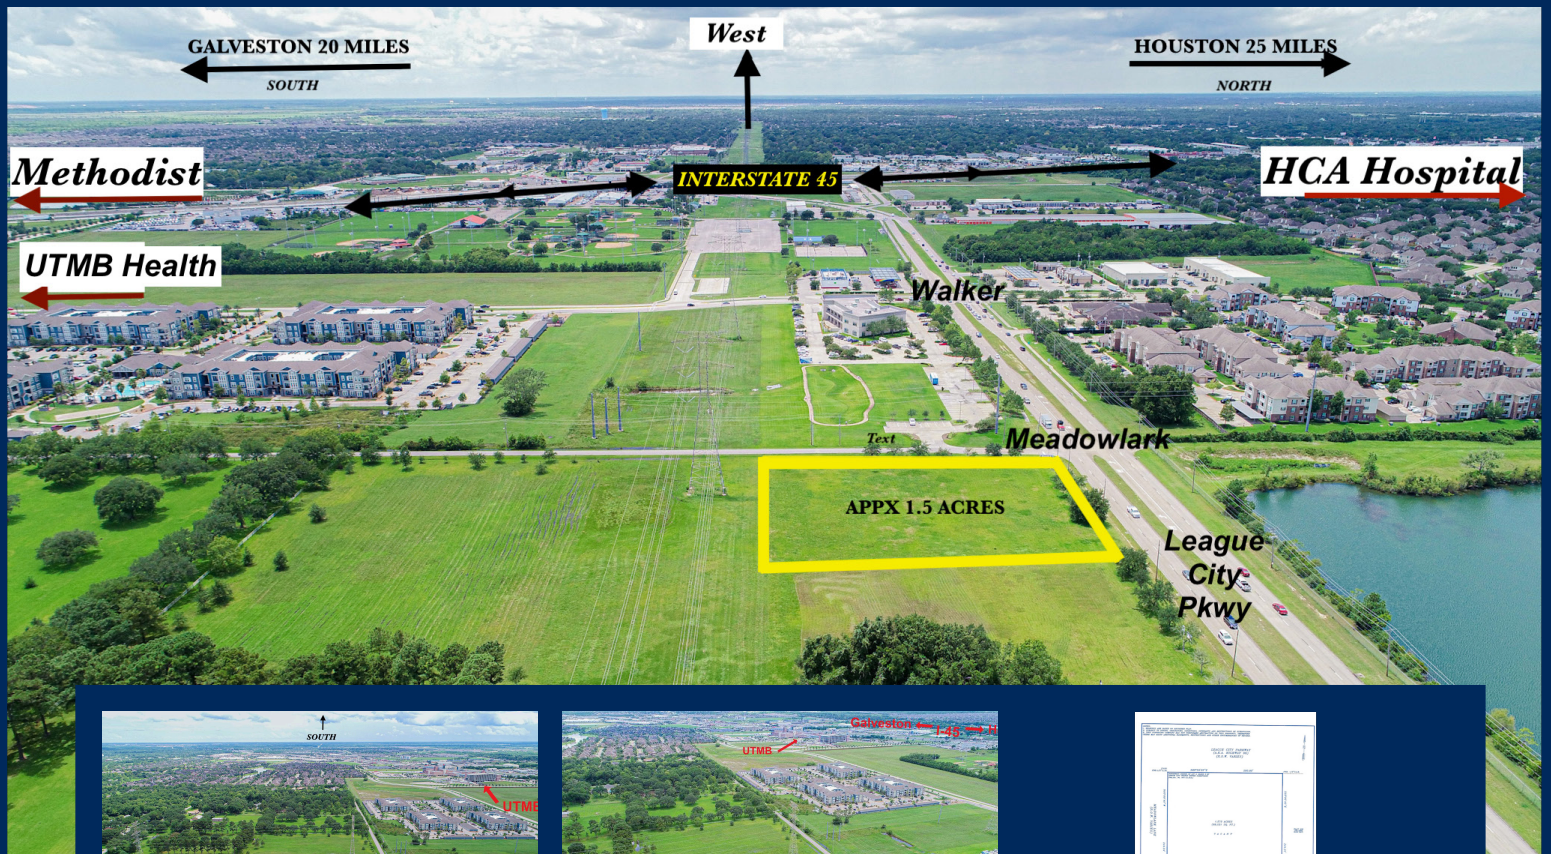 West
GALVESTON 20 MILES
SOUTH
HOUSTON 25 MILES
NORTH
Methodist
INTERSTATE 45
HCA Hospital
UTMB Health
Walker
Text
Meadowlark
APPX 1.5 ACRES
League
City
Pkwy
SOUTH
UTMB
Galveston
I-45
H
UTMB